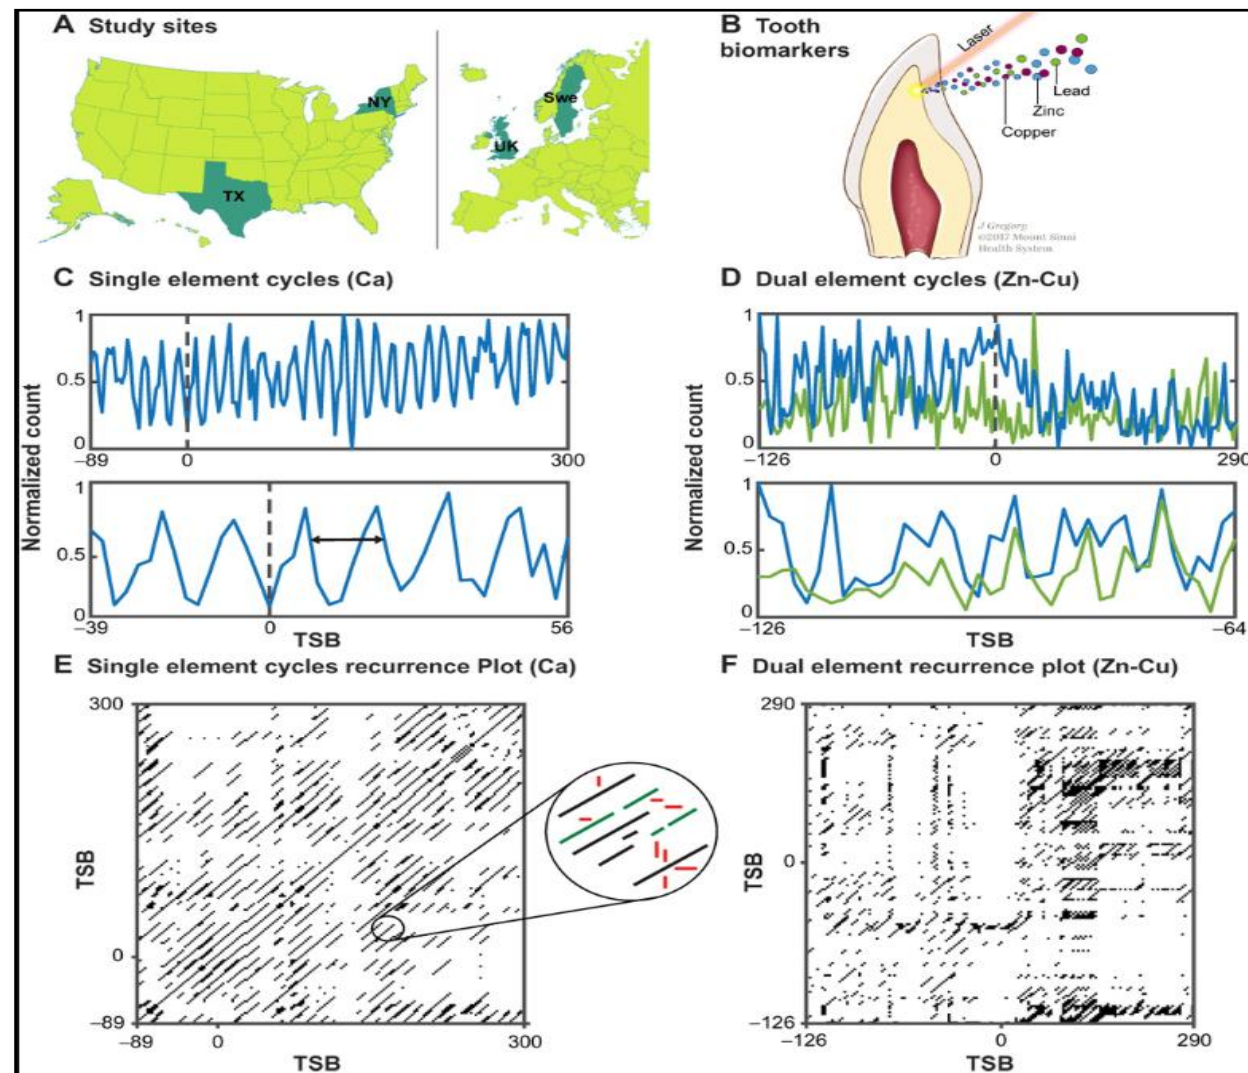 A Study sites
NY
TX
Swe
UK
B Tooth
biomarkers
Laser
Lead
Zinc
Copper
J Gregory
©2017 Mount Sinai
Health System
C Single element cycles (Ca)
Normalized count
1
0.5
0
−89
0
300
1
0.5
0
−39
0
56
TSB
D Dual element cycles (Zn-Cu)
Normalized count
1
0.5
0
−126
0
290
1
0.5
0
−126
−64
TSB
E Single element cycles recurrence Plot (Ca)
300
TSB
0
−89
−89
0
300
TSB
F Dual element recurrence plot (Zn-Cu)
290
TSB
0
−126
−126
0
290
TSB